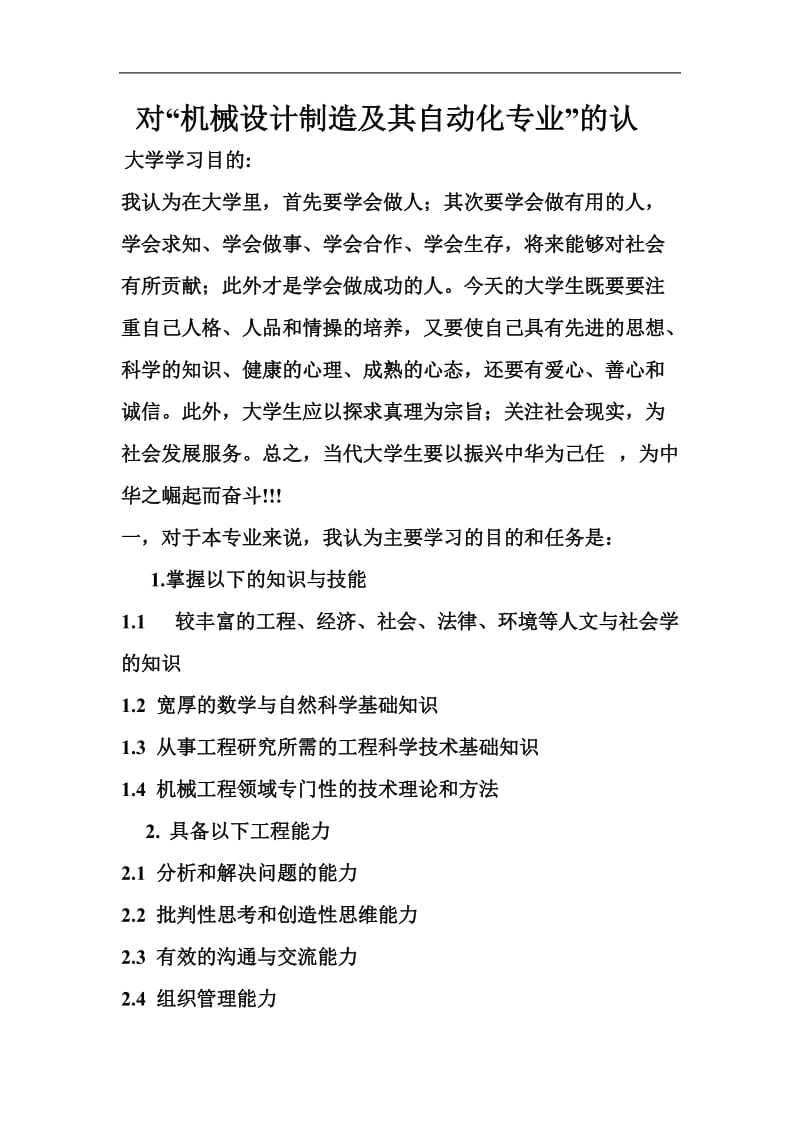 对“机械设计制造及其自动化专业”的认
大学学习目的:
我认为在大学里，首先要学会做人；其次要学会做有用的人，
学会求知、学会做事、学会合作、学会生存，将来能够对社会
有所贡献；此外才是学会做成功的人。今天的大学生既要要注
重自己人格、人品和情操的培养，又要使自己具有先进的思想、
科学的知识、健康的心理、成熟的心态，还要有爱心、善心和
诚信。此外，大学生应以探求真理为宗旨；关注社会现实，为
社会发展服务。总之，当代大学生要以振兴中华为己任 ，为中
华之崛起而奋斗!!!
一，对于本专业来说，我认为主要学习的目的和任务是：
1.掌握以下的知识与技能
1.1 较丰富的工程、经济、社会、法律、环境等人文与社会学
的知识
1.2 宽厚的数学与自然科学基础知识
1.3 从事工程研究所需的工程科学技术基础知识
1.4 机械工程领域专门性的技术理论和方法
2. 具备以下工程能力
2.1 分析和解决问题的能力
2.2 批判性思考和创造性思维能力
2.3 有效的沟通与交流能力
2.4 组织管理能力